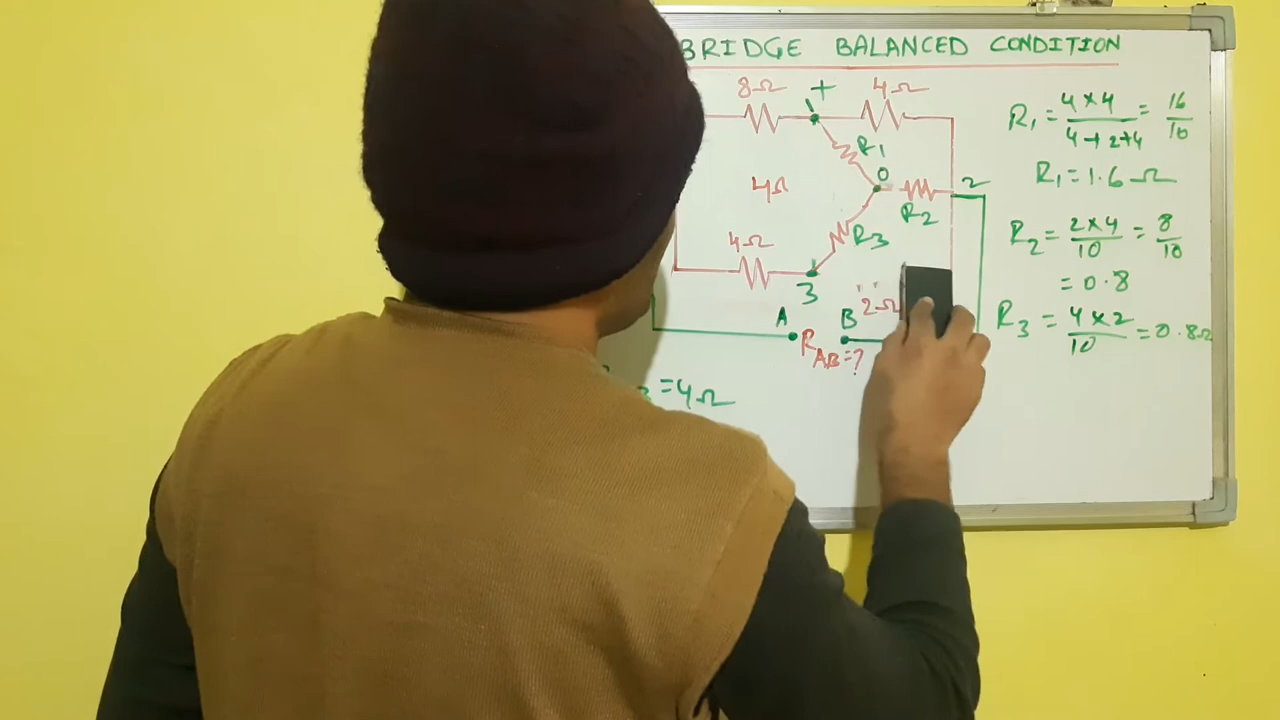 BRIDGE BALANCED CONDITION
8Ω + 4Ω
1
R1
0
4Ω
2
R2
4Ω
R3
3
2Ω
A B
RAB=?
=4Ω
R1 = 4×4 / 4+2+4 = 16 / 10
R1 = 1.6 Ω
R2 = 2×4 / 10 = 8 / 10
= 0.8
R3 = 4×2 / 10 = 0.8Ω